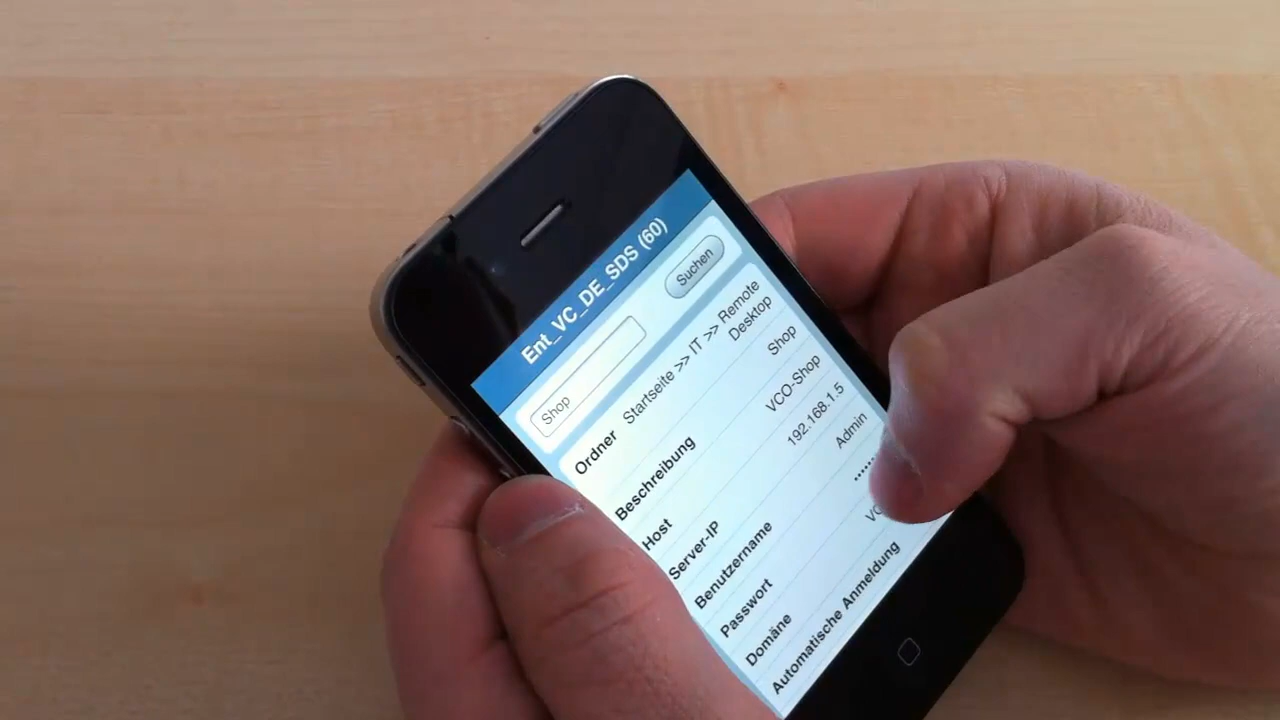 Ent_VC_DE_SDS (60)
Shop Suchen
Ordner Startseite >> IT >> Remote
Desktop
Beschreibung Shop
Host VCO-Shop
Server-IP 192.168.1.5
Benutzername Admin
Passwort ••••••
Domäne
Automatische Anmeldung